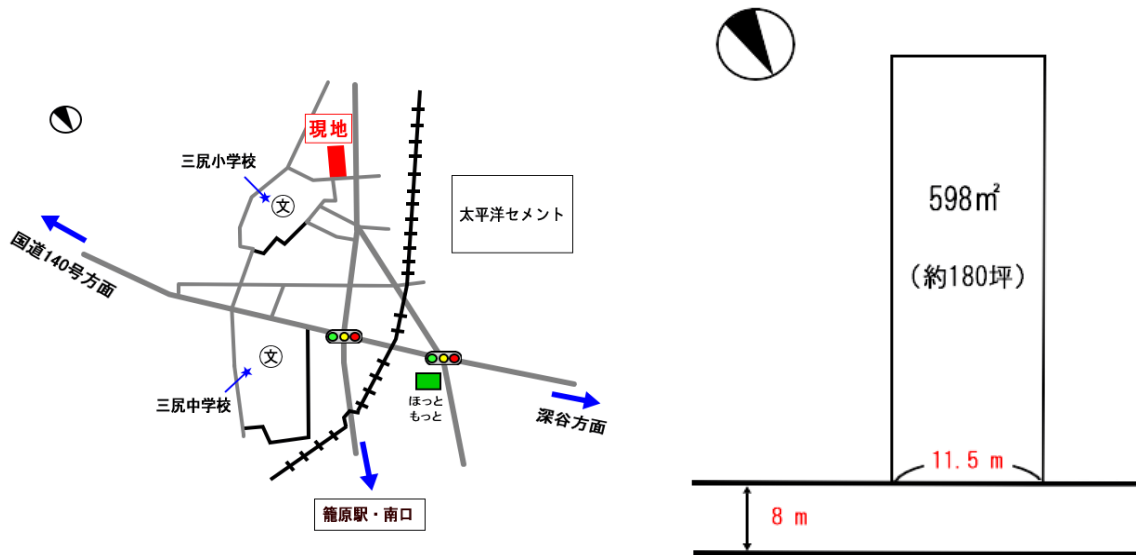 現地
三尻小学校
文
太平洋セメント
国道140号方面
文
三尻中学校
ほっと
もっと
深谷方面
籠原駅・南口
598㎡
(約180坪)
11.5 m
8 m